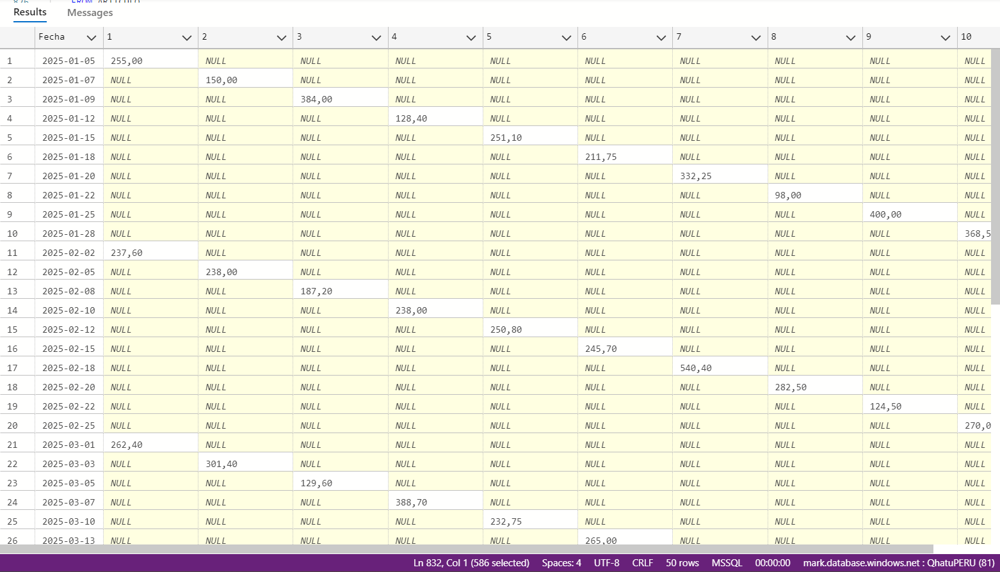 Results Messages
Fecha 1 2 3 4 5 6 7 8 9 10
1 2025-01-05 255,00 NULL NULL NULL NULL NULL NULL NULL NULL NULL
2 2025-01-07 NULL 150,00 NULL NULL NULL NULL NULL NULL NULL NULL
3 2025-01-09 NULL NULL 384,00 NULL NULL NULL NULL NULL NULL NULL
4 2025-01-12 NULL NULL NULL 128,40 NULL NULL NULL NULL NULL NULL
5 2025-01-15 NULL NULL NULL NULL 251,10 NULL NULL NULL NULL NULL
6 2025-01-18 NULL NULL NULL NULL NULL 211,75 NULL NULL NULL NULL
7 2025-01-20 NULL NULL NULL NULL NULL NULL 332,25 NULL NULL NULL
8 2025-01-22 NULL NULL NULL NULL NULL NULL NULL 98,00 NULL NULL
9 2025-01-25 NULL NULL NULL NULL NULL NULL NULL NULL 400,00 NULL
10 2025-01-28 NULL NULL NULL NULL NULL NULL NULL NULL NULL 368,5
11 2025-02-02 237,60 NULL NULL NULL NULL NULL NULL NULL NULL NULL
12 2025-02-05 NULL 238,00 NULL NULL NULL NULL NULL NULL NULL NULL
13 2025-02-08 NULL NULL 187,20 NULL NULL NULL NULL NULL NULL NULL
14 2025-02-10 NULL NULL NULL 238,00 NULL NULL NULL NULL NULL NULL
15 2025-02-12 NULL NULL NULL NULL 250,80 NULL NULL NULL NULL NULL
16 2025-02-15 NULL NULL NULL NULL NULL 245,70 NULL NULL NULL NULL
17 2025-02-18 NULL NULL NULL NULL NULL NULL 540,40 NULL NULL NULL
18 2025-02-20 NULL NULL NULL NULL NULL NULL NULL 282,50 NULL NULL
19 2025-02-22 NULL NULL NULL NULL NULL NULL NULL NULL 124,50 NULL
20 2025-02-25 NULL NULL NULL NULL NULL NULL NULL NULL NULL 270,0
21 2025-03-01 262,40 NULL NULL NULL NULL NULL NULL NULL NULL NULL
22 2025-03-03 NULL 301,40 NULL NULL NULL NULL NULL NULL NULL NULL
23 2025-03-05 NULL NULL 129,60 NULL NULL NULL NULL NULL NULL NULL
24 2025-03-07 NULL NULL NULL 388,70 NULL NULL NULL NULL NULL NULL
25 2025-03-10 NULL NULL NULL NULL 232,75 NULL NULL NULL NULL NULL
26 2025-03-13 NULL NULL NULL NULL NULL 265,00 NULL NULL NULL NULL
Ln 832, Col 1 (586 selected) Spaces: 4 UTF-8 CRLF 50 rows MSSQL 00:00:00 mark.database.windows.net : QhatuPERU (81)